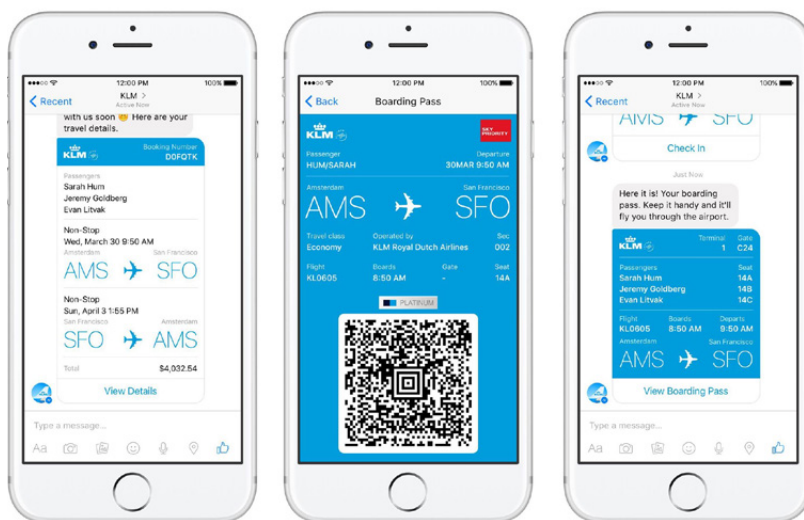 12:00 PM 100%
Recent KLM >
Active Now
with us soon 😊 Here are your
travel details.
KLM Booking Number
D0FQTK
Passengers
Sarah Hum
Jeremy Goldberg
Evan Litvak
Non-Stop
Wed, March 30 9:50 AM
Amsterdam San Francisco
AMS SFO
Non-Stop
Sun, April 3 1:55 PM
San Francisco Amsterdam
SFO AMS
Total $4,032.54
View Details
Type a message...
Aa
12:00 PM 100%
Back Boarding Pass
KLM SKY
PRIORITY
Passenger Departure
HUM/SARAH 30MAR 9:50 AM
Amsterdam San Francisco
AMS SFO
Travel class Operated by Sec
Economy KLM Royal Dutch Airlines 002
Flight Boards Gate Seat
KL0605 8:50 AM - 14A
PLATINUM
12:00 PM 100%
Recent KLM >
Active Now
AMS SFO
Check In
Just Now
Here it is! Your boarding
pass. Keep it handy and it'll
fly you through the airport.
KLM Terminal Gate
1 C24
Passengers Seat
Sarah Hum 14A
Jeremy Goldberg 14B
Evan Litvak 14C
Flight Boards Departs
KL0605 8:50 AM 9:50 AM
Amsterdam San Francisco
AMS SFO
View Boarding Pass
Type a message...
Aa